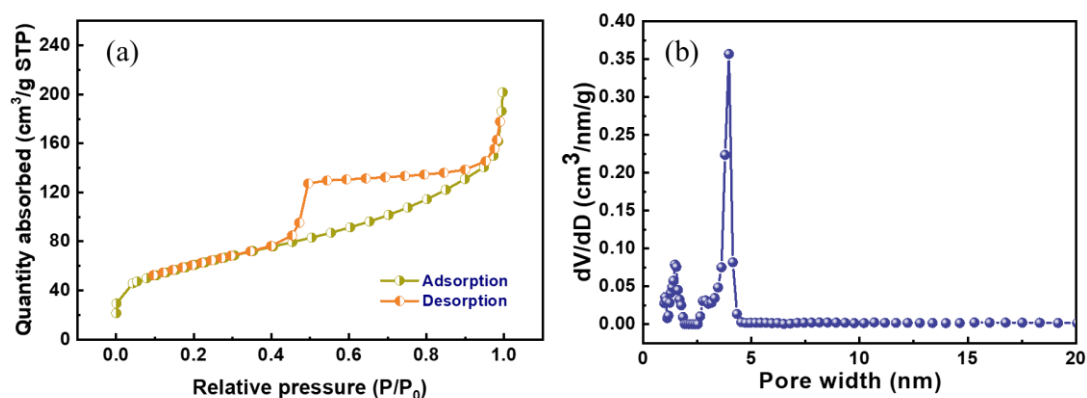 (a)
Quantity absorbed (cm³/g STP)
240
200
160
120
80
40
0
Adsorption
Desorption
0.0 0.2 0.4 0.6 0.8 1.0
Relative pressure (P/P₀)
(b)
dV/dD (cm³/nm/g)
0.40
0.35
0.30
0.25
0.20
0.15
0.10
0.05
0.00
0 5 10 15 20
Pore width (nm)